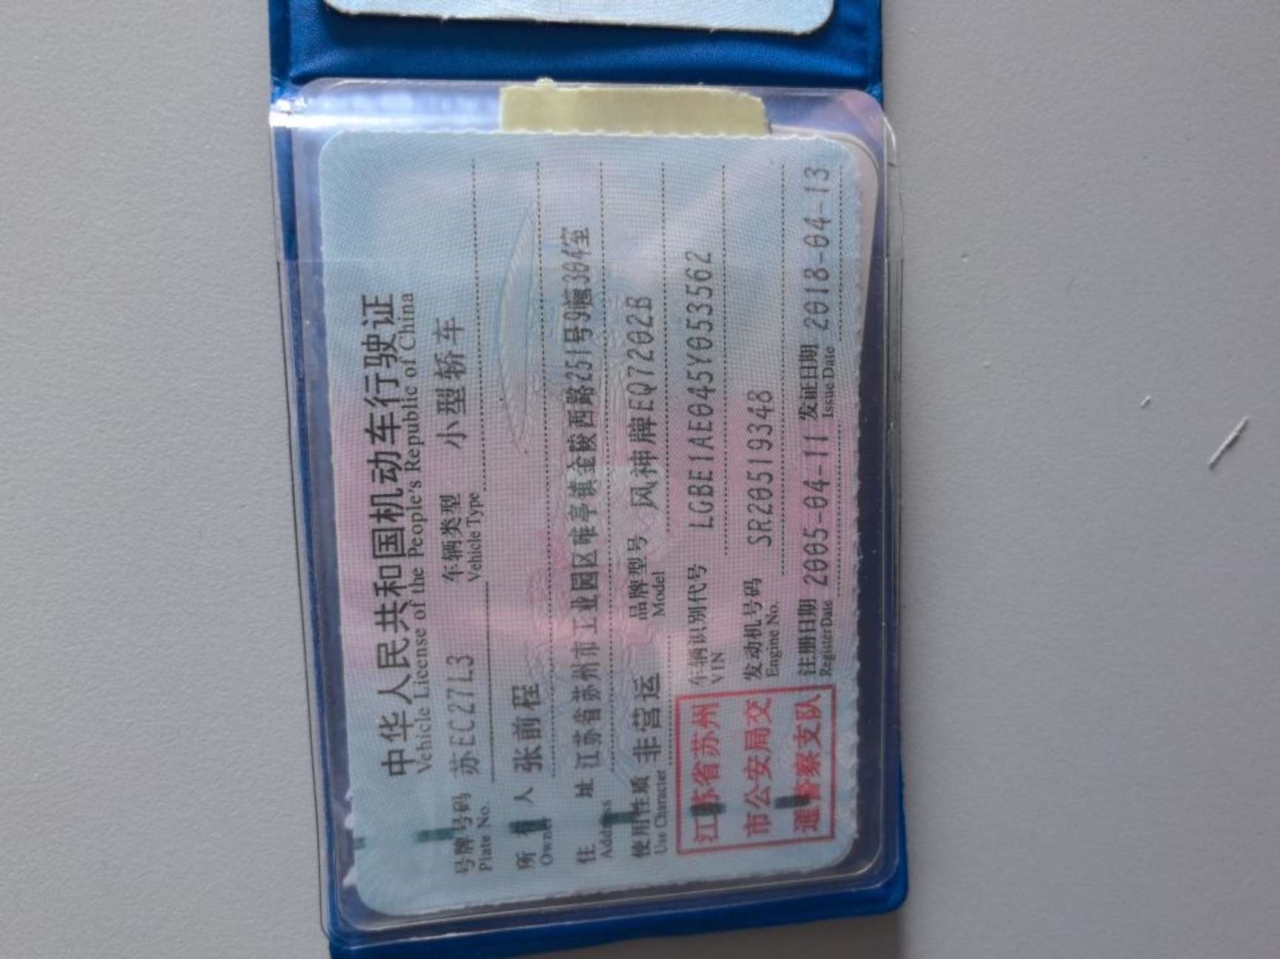 中华人民共和国机动车行驶证
Vehicle License of the People's Republic of China
号牌号码 苏EC27L3 车辆类型 小型轿车
Plate No. Vehicle Type
所有人 张前程
Owner
住址 江苏省苏州市工业园区唯亭镇金陵西路251号9幢304室
Address
使用性质 非营运 品牌型号 风神牌EQ7202B
Use Character Model
车辆识别代号 LGBE1AE045Y053562
VIN
发动机号码 SR20519348
Engine No.
注册日期 2005-04-11 发证日期 2018-04-13
Register Date Issue Date
江苏省苏州
市公安局交
通警察支队